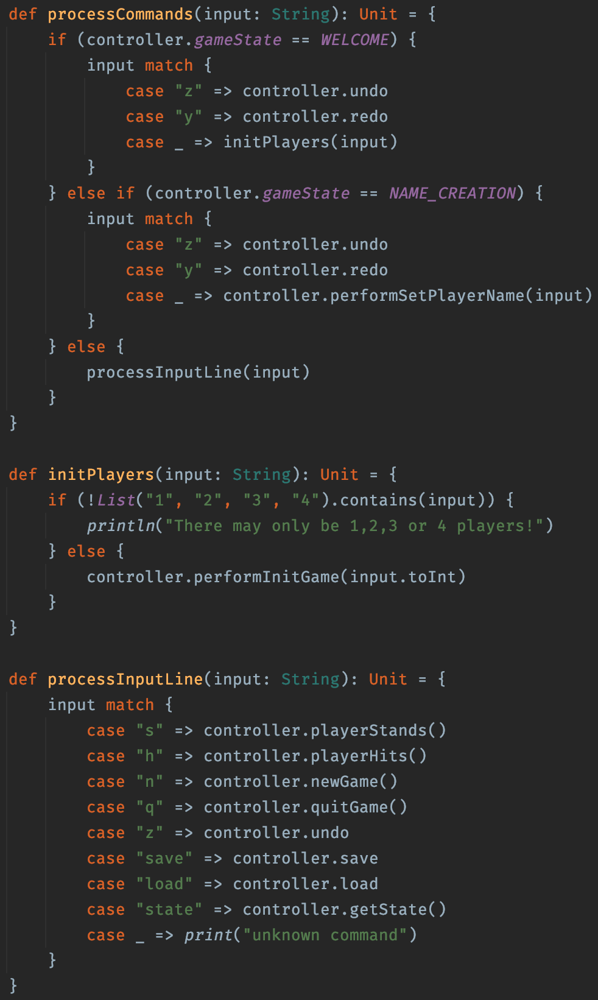 def processCommands(input: String): Unit = {
    if (controller.gameState == WELCOME) {
        input match {
            case "z" => controller.undo
            case "y" => controller.redo
            case _ => initPlayers(input)
        }
    } else if (controller.gameState == NAME_CREATION) {
        input match {
            case "z" => controller.undo
            case "y" => controller.redo
            case _ => controller.performSetPlayerName(input)
        }
    } else {
        processInputLine(input)
    }
}

def initPlayers(input: String): Unit = {
    if (!List("1", "2", "3", "4").contains(input)) {
        println("There may only be 1,2,3 or 4 players!")
    } else {
        controller.performInitGame(input.toInt)
    }
}

def processInputLine(input: String): Unit = {
    input match {
        case "s" => controller.playerStands()
        case "h" => controller.playerHits()
        case "n" => controller.newGame()
        case "q" => controller.quitGame()
        case "z" => controller.undo
        case "save" => controller.save
        case "load" => controller.load
        case "state" => controller.getState()
        case _ => print("unknown command")
    }
}